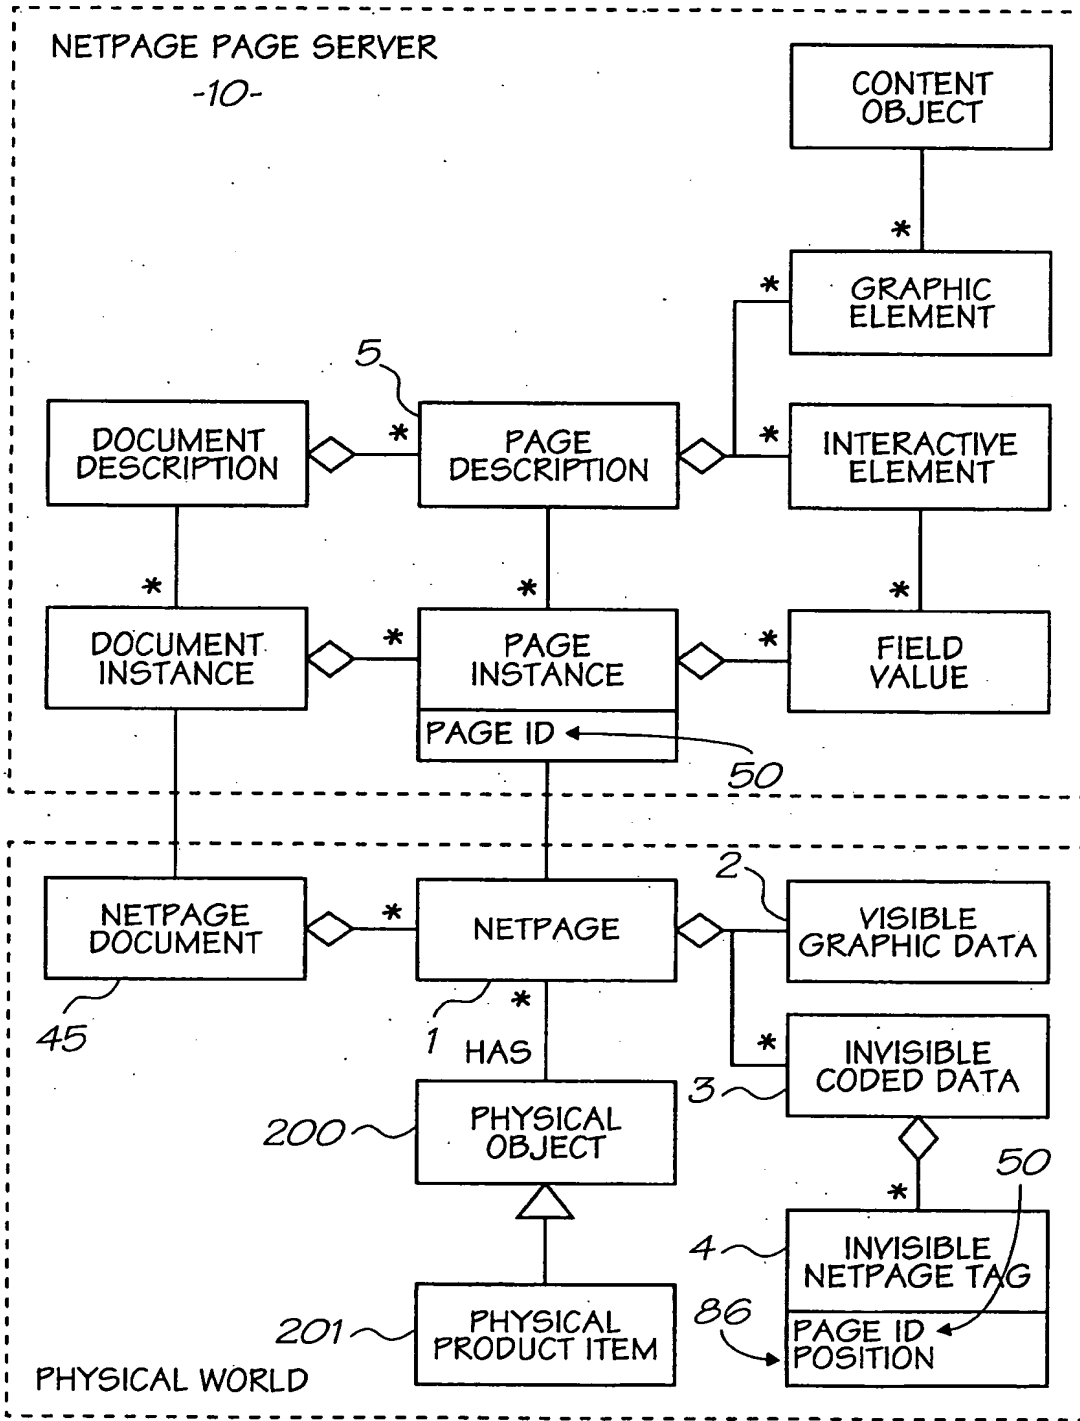 NETPAGE PAGE SERVER
-10-
CONTENT
OBJECT
*
GRAPHIC
ELEMENT
*
5
DOCUMENT
DESCRIPTION
*
PAGE
DESCRIPTION
*
INTERACTIVE
ELEMENT
*
*
*
DOCUMENT
INSTANCE
*
PAGE
INSTANCE
*
FIELD
VALUE
PAGE ID
50
NETPAGE
DOCUMENT
*
NETPAGE
2
VISIBLE
GRAPHIC DATA
45
1
*
HAS
*
INVISIBLE
CODED DATA
3
200
PHYSICAL
OBJECT
*
50
4
INVISIBLE
NETPAGE TAG
86
PAGE ID
POSITION
201
PHYSICAL
PRODUCT ITEM
PHYSICAL WORLD